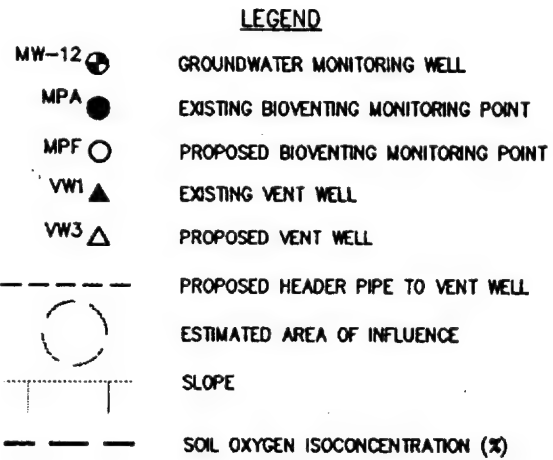 LEGEND
MW-12 GROUNDWATER MONITORING WELL
MPA EXISTING BIOVENTING MONITORING POINT
MPF PROPOSED BIOVENTING MONITORING POINT
VW1 EXISTING VENT WELL
VW3 PROPOSED VENT WELL
PROPOSED HEADER PIPE TO VENT WELL
ESTIMATED AREA OF INFLUENCE
SLOPE
SOIL OXYGEN ISOCONCENTRATION (%)